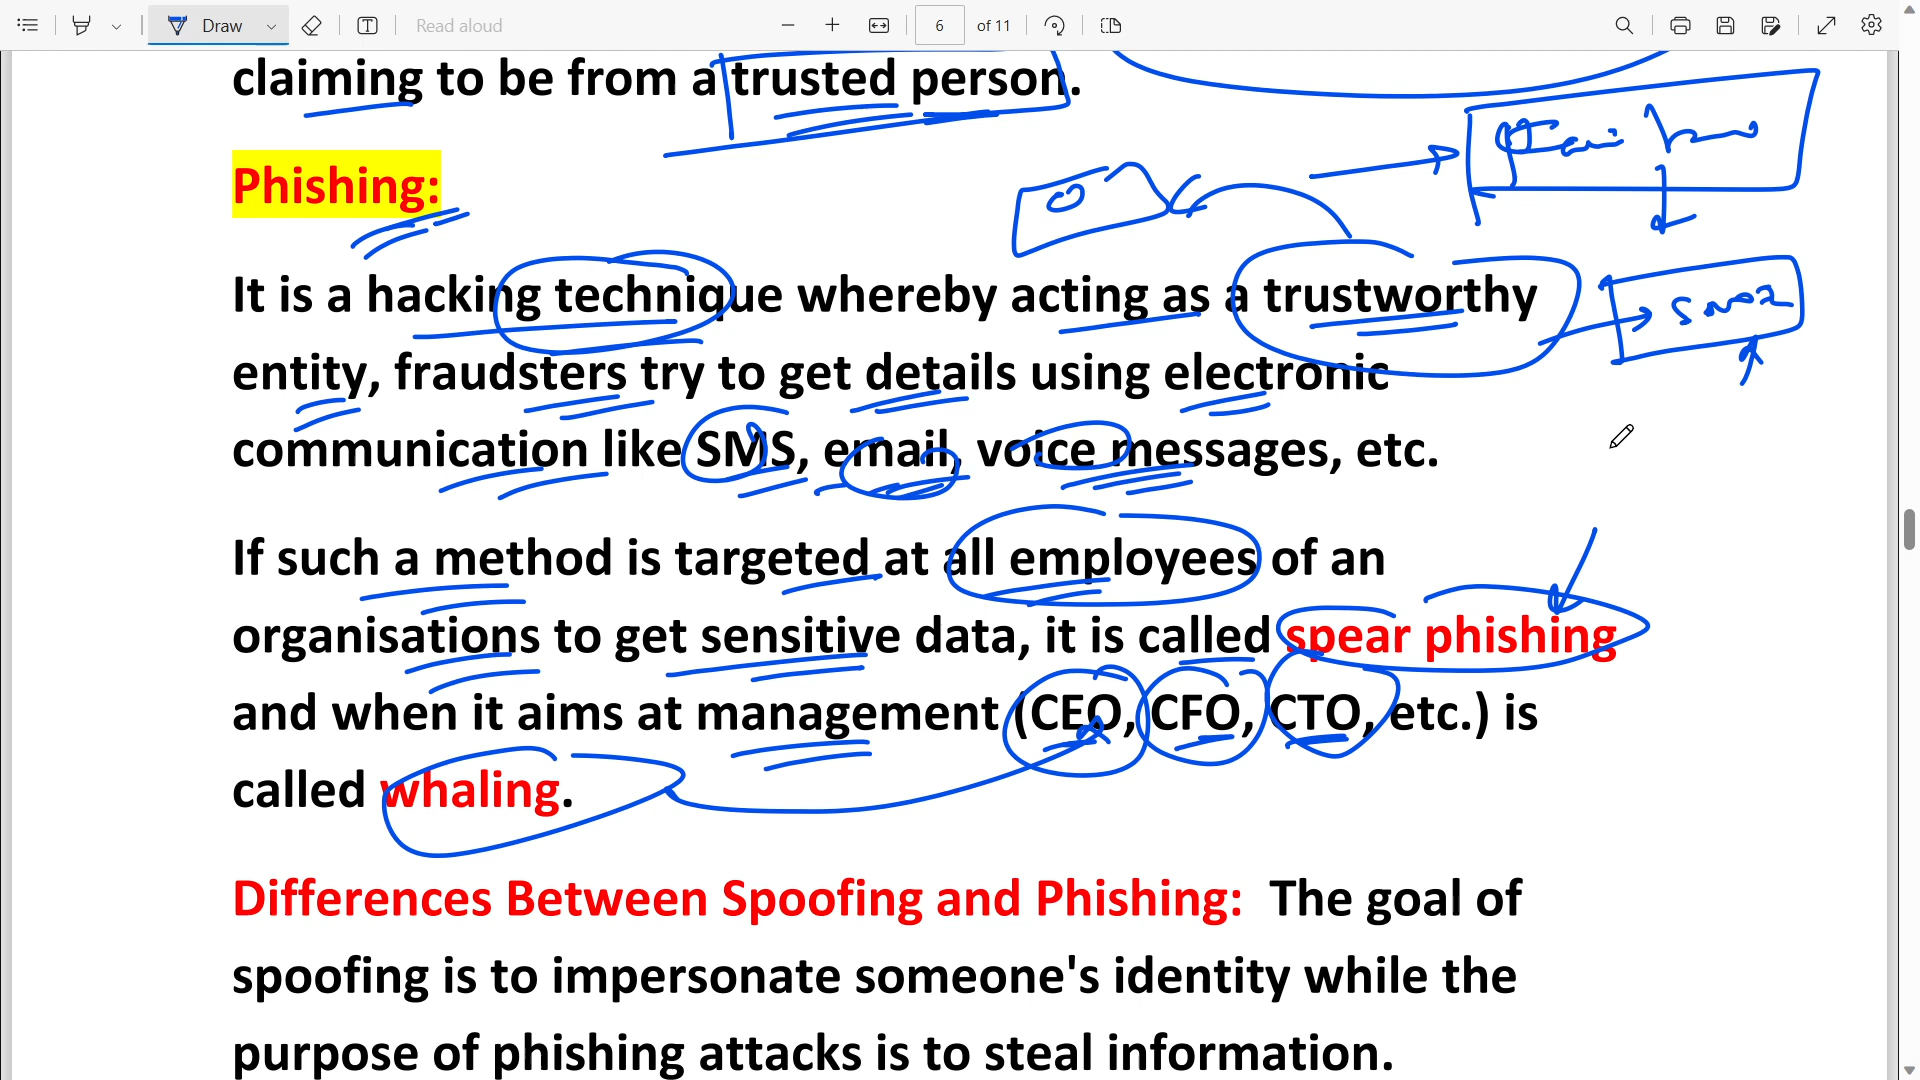 Draw
Read aloud
6 of 11
claiming to be from a trusted person.
Phishing:
It is a hacking technique whereby acting as a trustworthy
entity, fraudsters try to get details using electronic
communication like SMS, email, voice messages, etc.
If such a method is targeted at all employees of an
organisations to get sensitive data, it is called spear phishing
and when it aims at management (CEO, CFO, CTO, etc.) is
called whaling.
Differences Between Spoofing and Phishing: The goal of
spoofing is to impersonate someone's identity while the
purpose of phishing attacks is to steal information.